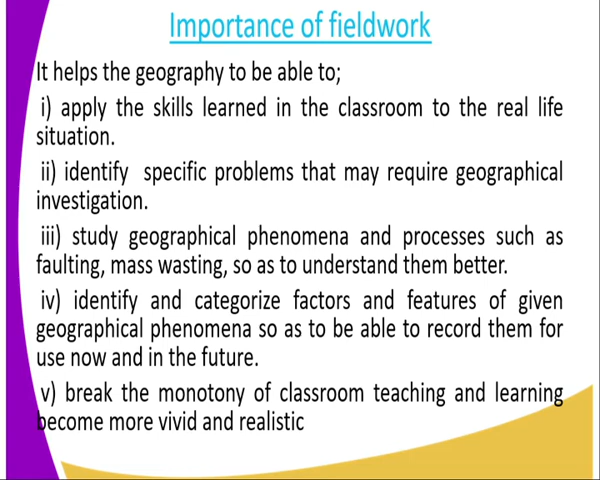 Importance of fieldwork
It helps the geography to be able to;
i) apply the skills learned in the classroom to the real life
situation.
ii) identify specific problems that may require geographical
investigation.
iii) study geographical phenomena and processes such as
faulting, mass wasting, so as to understand them better.
iv) identify and categorize factors and features of given
geographical phenomena so as to be able to record them for
use now and in the future.
v) break the monotony of classroom teaching and learning
become more vivid and realistic